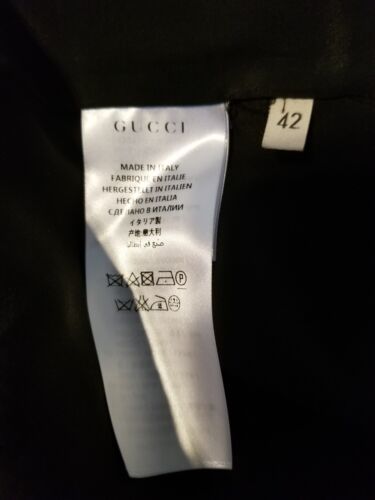 GUCCI
42
MADE IN ITALY
FABRIQUE EN ITALIE
HERGESTELLT IN ITALIEN
HECHO EN ITALIA
СДЕЛАНО В ИТАЛИИ
イタリア製
产地:意大利
صنع في إيطاليا
P